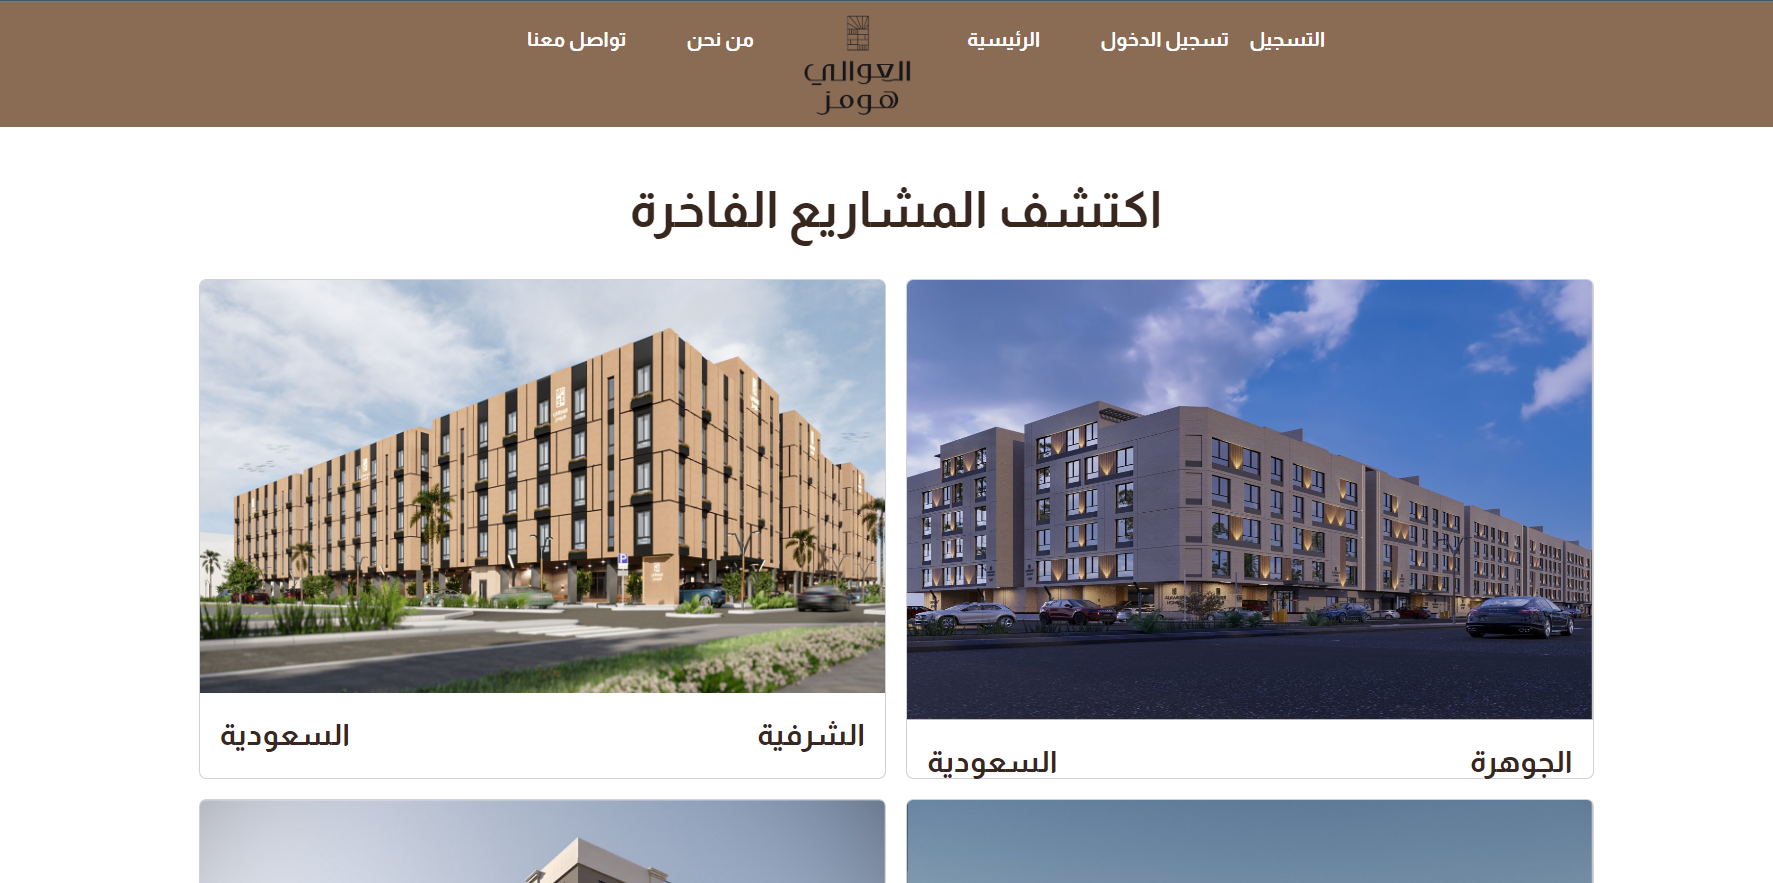 التسجيل
تسجيل الدخول
الرئيسية
العوالي
هومز
من نحن
تواصل معنا
اكتشف المشاريع الفاخرة
الجوهرة
السعودية
الشرفية
السعودية